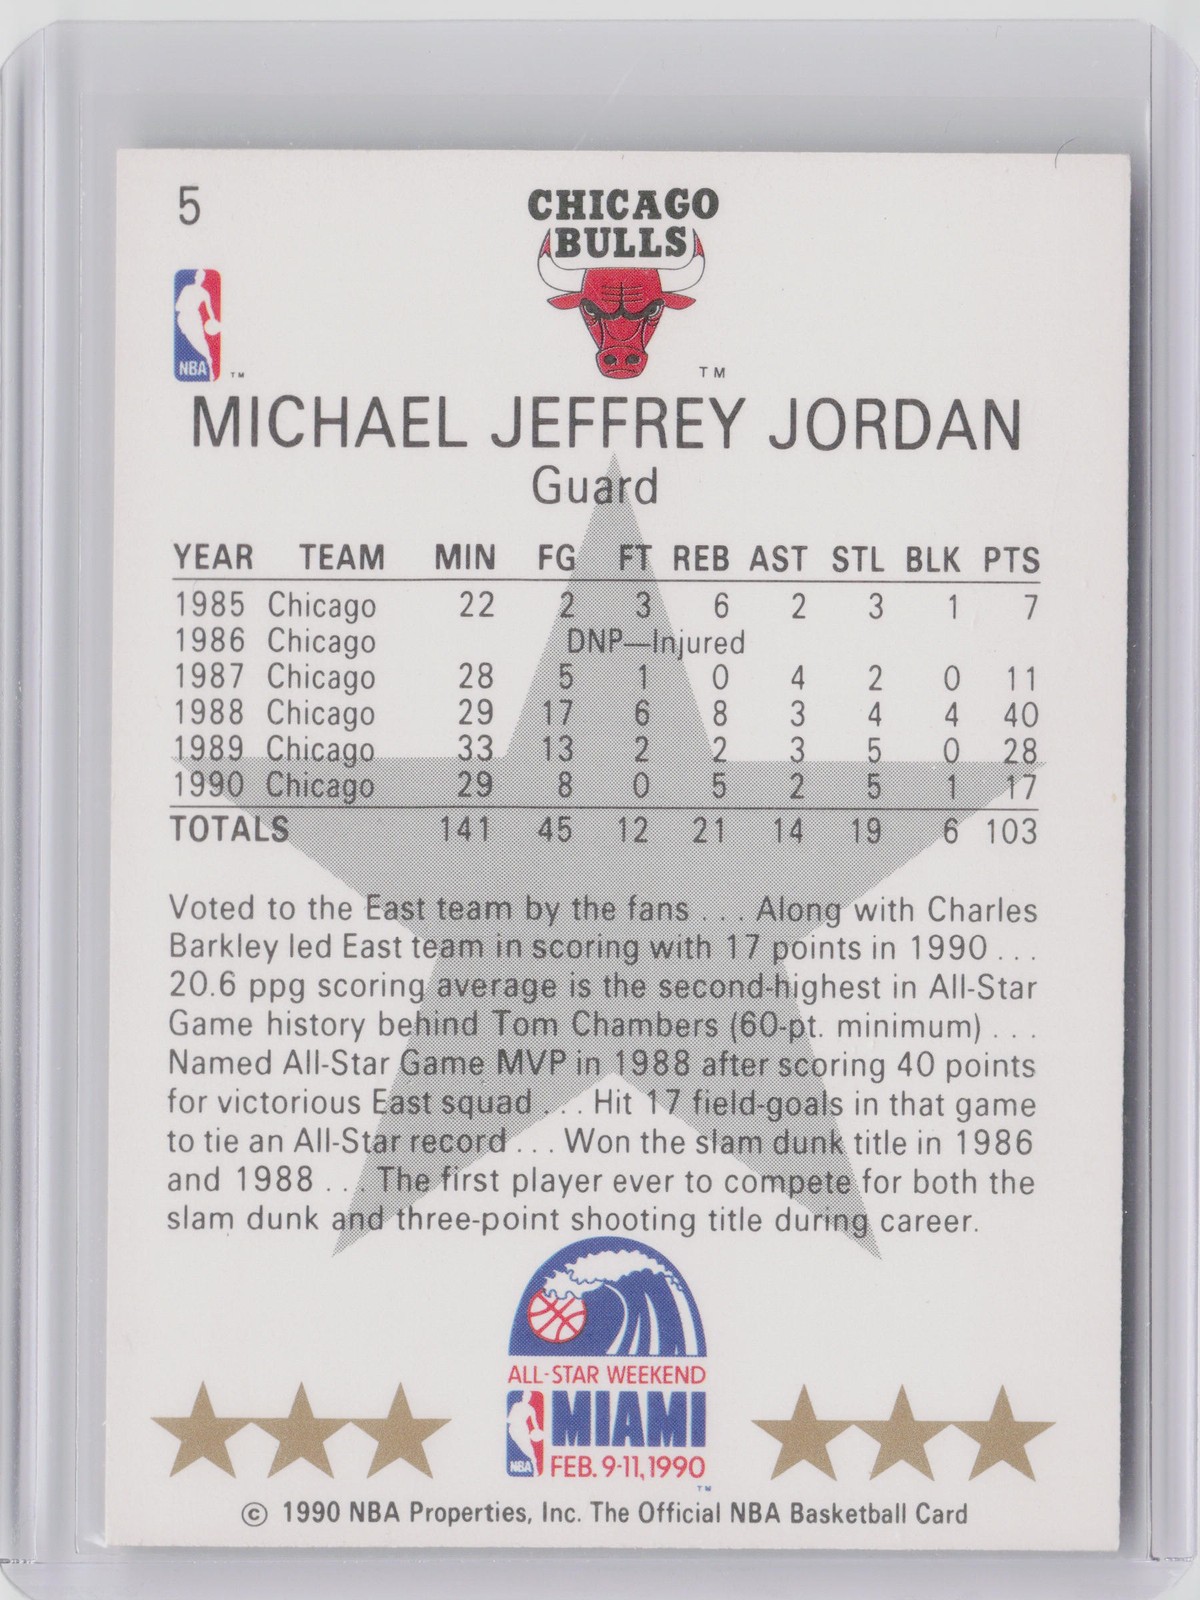 5
CHICAGO
BULLS
NBA
TM
TM
MICHAEL JEFFREY JORDAN
Guard
YEAR TEAM MIN FG FT REB AST STL BLK PTS
1985 Chicago 22 2 3 6 2 3 1 7
1986 Chicago DNP—Injured
1987 Chicago 28 5 1 0 4 2 0 11
1988 Chicago 29 17 6 8 3 4 4 40
1989 Chicago 33 13 2 2 3 5 0 28
1990 Chicago 29 8 0 5 2 5 1 17
TOTALS 141 45 12 21 14 19 6 103
Voted to the East team by the fans . . . Along with Charles
Barkley led East team in scoring with 17 points in 1990 . . .
20.6 ppg scoring average is the second-highest in All-Star
Game history behind Tom Chambers (60-pt. minimum) . . .
Named All-Star Game MVP in 1988 after scoring 40 points
for victorious East squad . . . Hit 17 field-goals in that game
to tie an All-Star record . . . Won the slam dunk title in 1986
and 1988 . . . The first player ever to compete for both the
slam dunk and three-point shooting title during career.
ALL-STAR WEEKEND
MIAMI
NBA FEB. 9-11, 1990
TM
© 1990 NBA Properties, Inc. The Official NBA Basketball Card